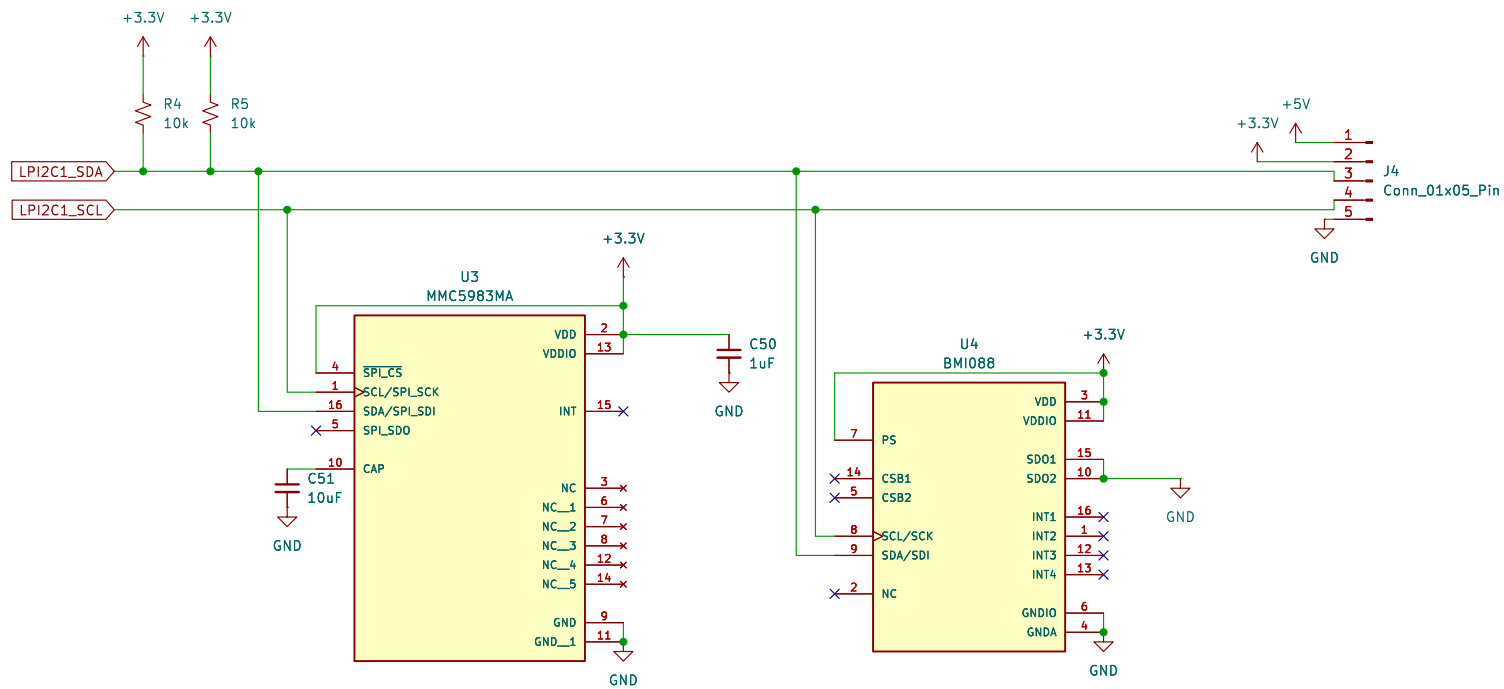 +3.3V +3.3V
R4 R5
10k 10k
+5V
+3.3V
1
2
3
4
5
J4
Conn_01x05_Pin
GND
LPI2C1_SDA
LPI2C1_SCL
+3.3V
U3
MMC5983MA
4 SPI_CS
1 SCL/SPI_SCK
16 SDA/SPI_SDI
5 SPI_SDO
10 CAP
VDD 2
VDDIO 13
INT 15
NC 3
NC__1 6
NC__2 7
NC__3 8
NC__4 12
NC__5 14
GND 9
GND__1 11
GND
C51
10uF
GND
C50
1uF
GND
+3.3V
U4
BMI088
7 PS
14 CSB1
5 CSB2
8 SCL/SCK
9 SDA/SDI
2 NC
VDD 3
VDDIO 11
SDO1 15
SDO2 10
INT1 16
INT2 1
INT3 12
INT4 13
GNDIO 6
GNDA 4
GND
GND